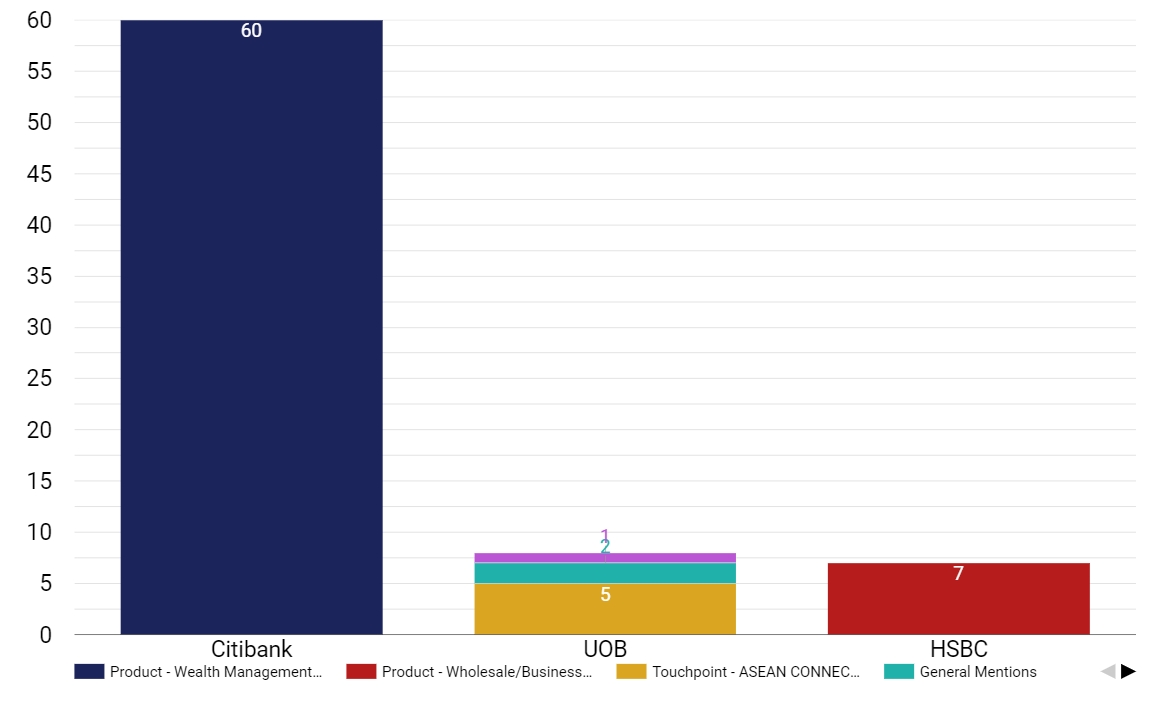 60
60
55
50
45
40
35
30
25
20
15
10
5
0
1
2
5
7
Citibank
UOB
HSBC
Product - Wealth Management...
Product - Wholesale/Business...
Touchpoint - ASEAN CONNEC...
General Mentions